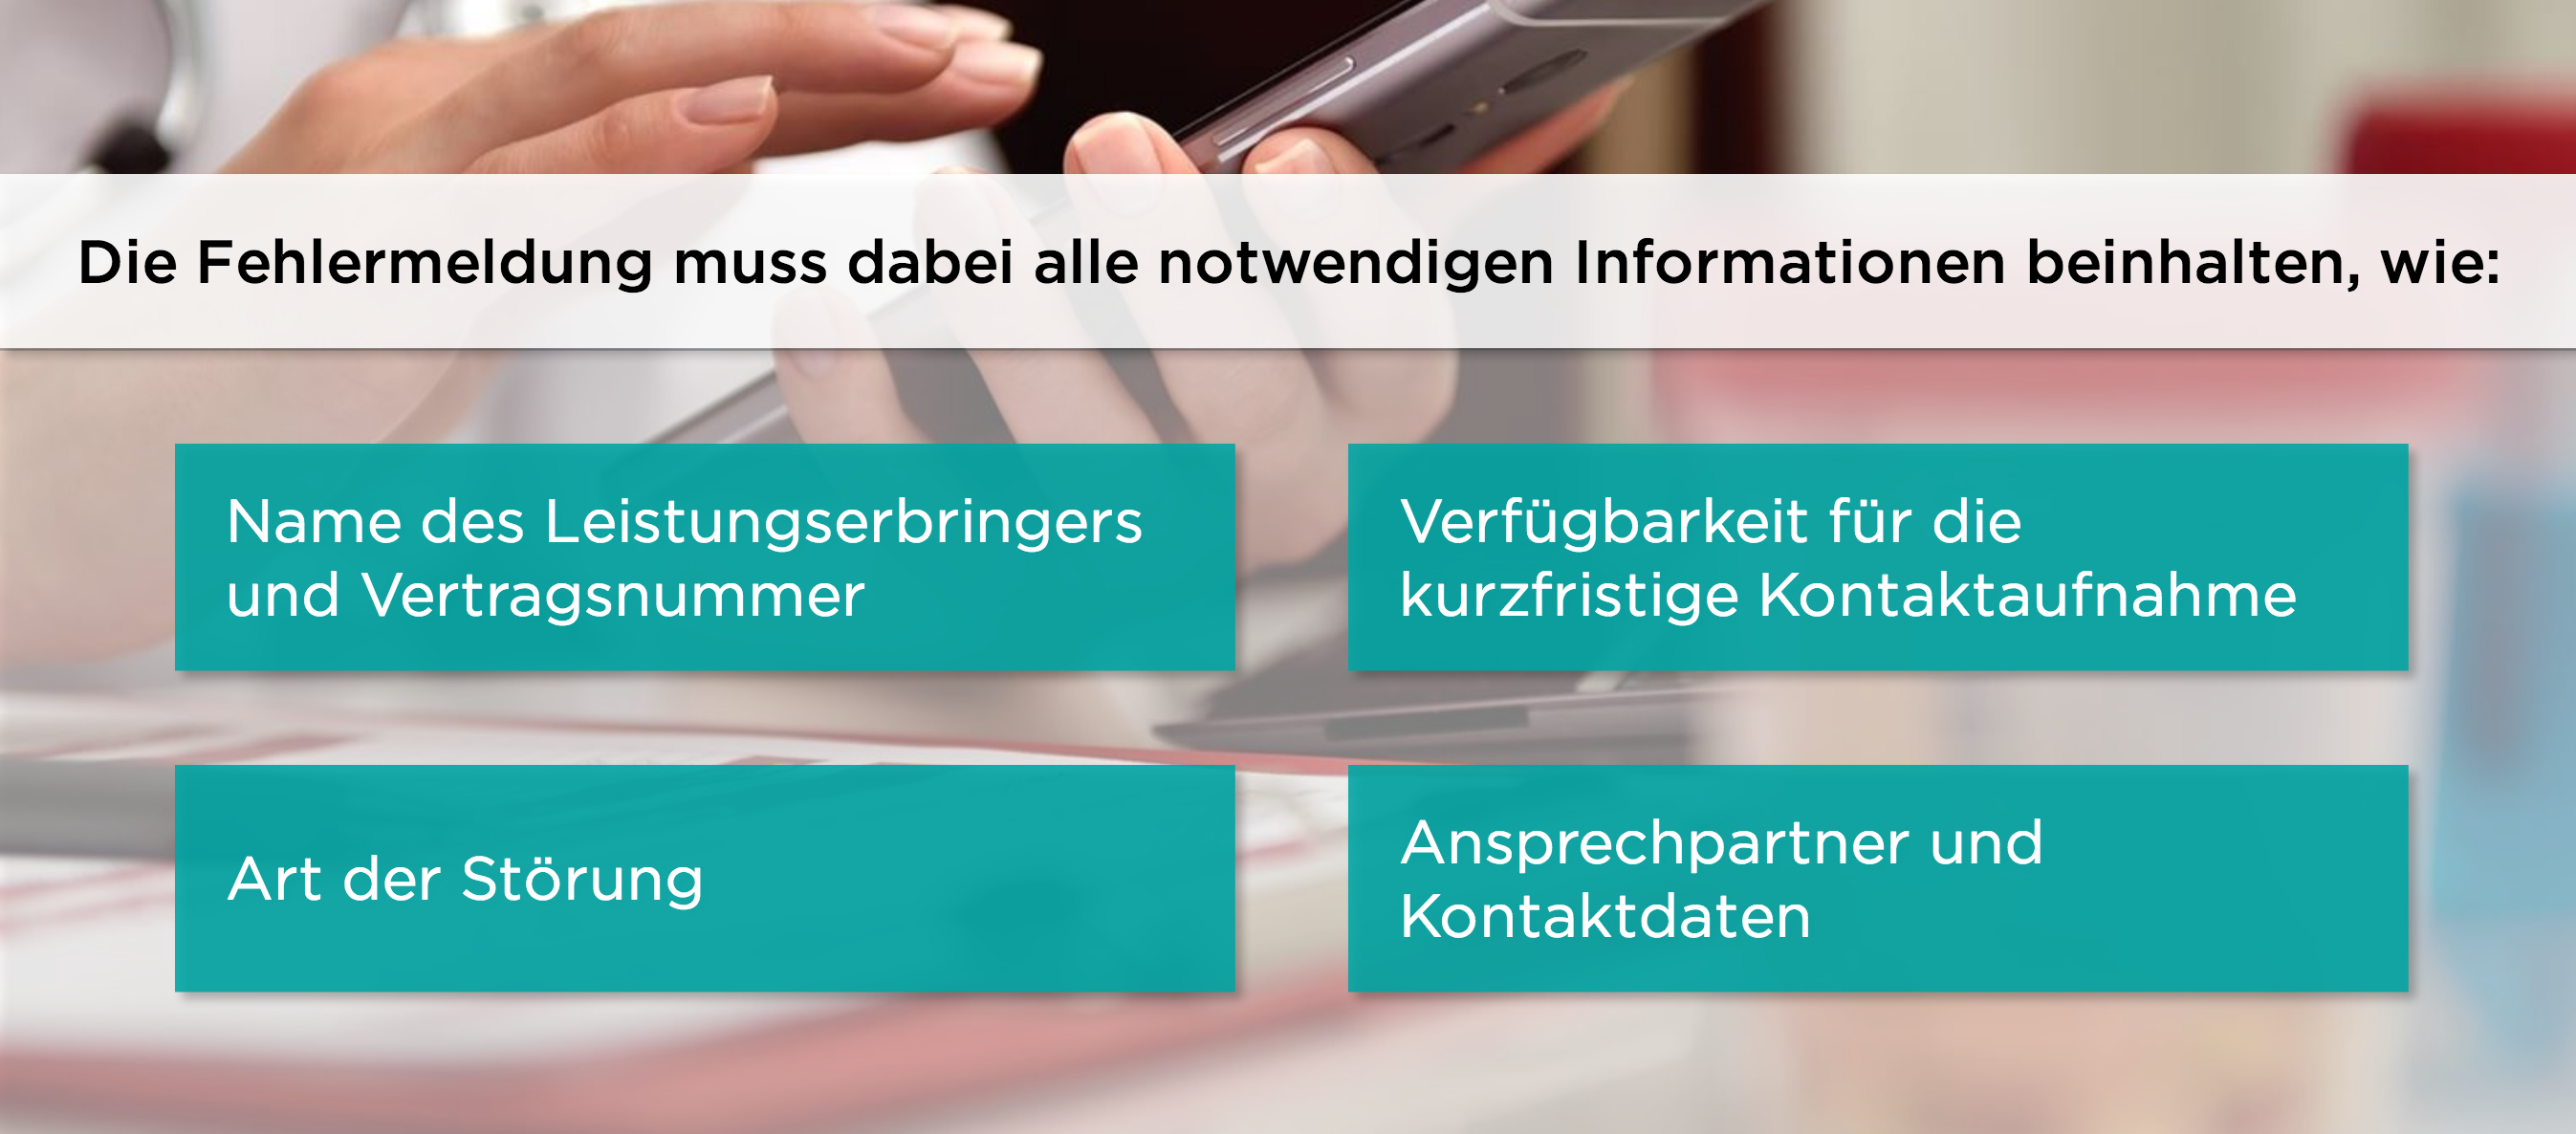 Die Fehlermeldung muss dabei alle notwendigen Informationen beinhalten, wie:
Name des Leistungserbringers
und Vertragsnummer
Verfügbarkeit für die
kurzfristige Kontaktaufnahme
Art der Störung
Ansprechpartner und
Kontaktdaten